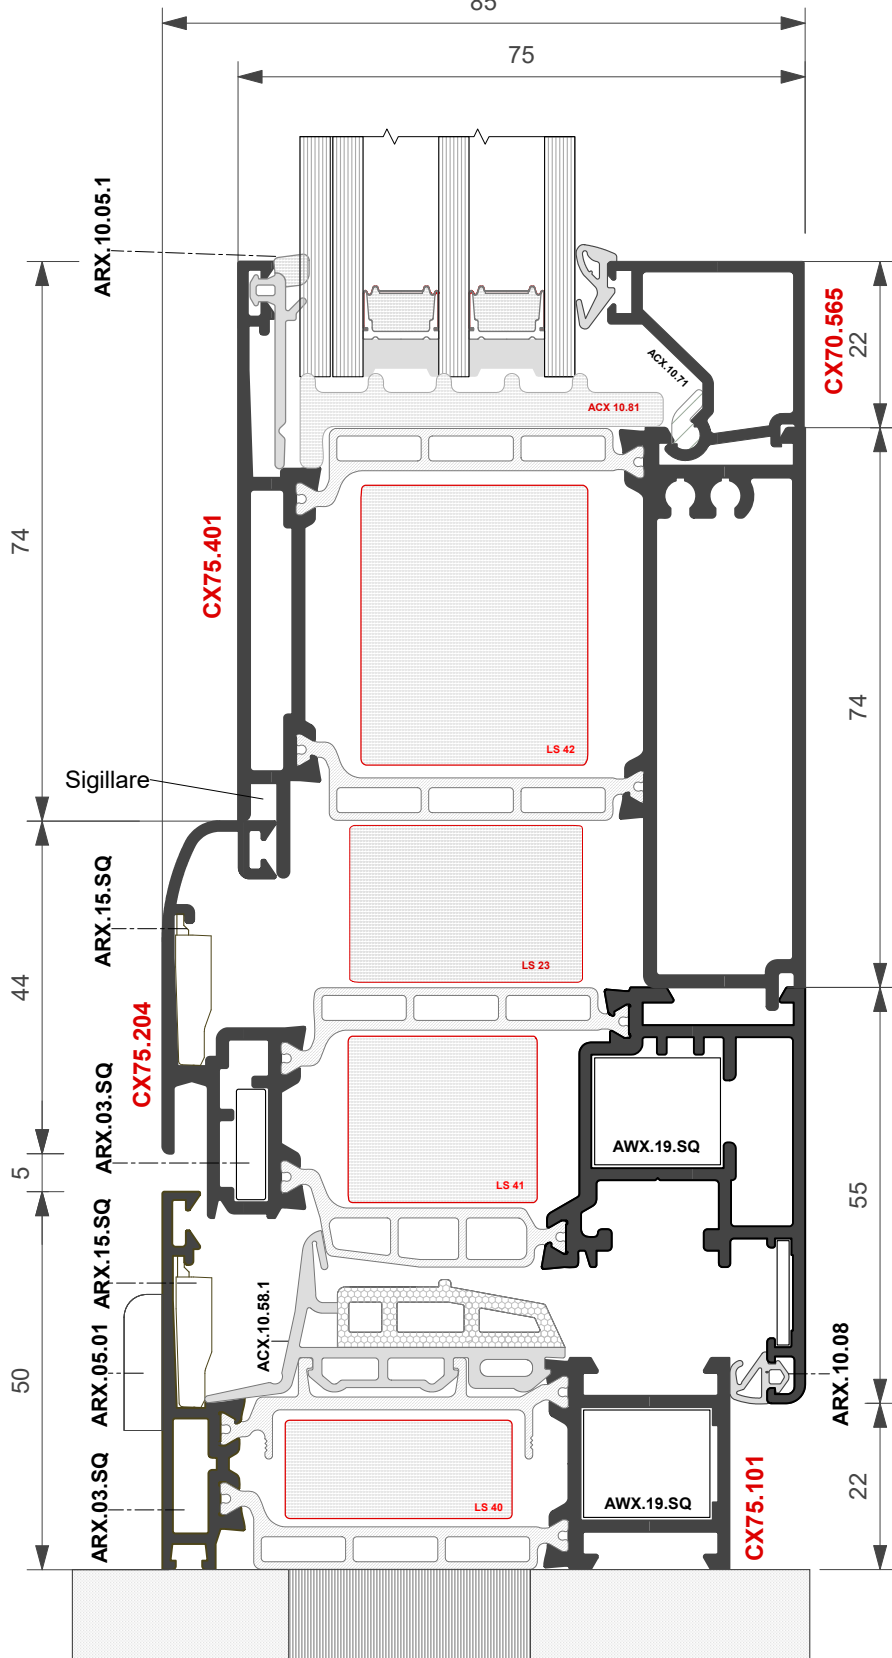 85
75
ARX.10.05.1
CX70.565
22
ACX.10.71
ACX 10.81
74
CX75.401
LS 42
74
Sigillare
ARX.15.SQ
LS 23
44
CX75.204
ARX.03.SQ
AWX.19.SQ
LS 41
5
55
ARX.15.SQ
ACX.10.58.1
ARX.05.01
50
ARX.10.08
ARX.03.SQ
LS 40
AWX.19.SQ
CX75.101
22